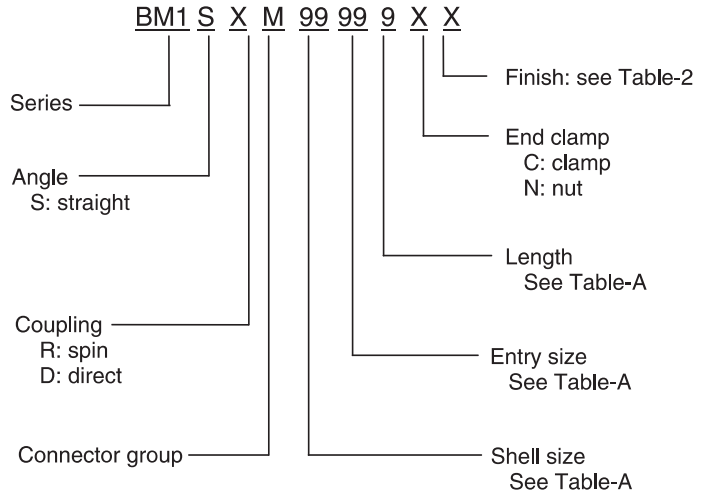 BM1 S X M 99 99 9 X X
Finish: see Table-2
Series
End clamp
C: clamp
N: nut
Angle
S: straight
Length
See Table-A
Coupling
R: spin
D: direct
Entry size
See Table-A
Connector group
Shell size
See Table-A